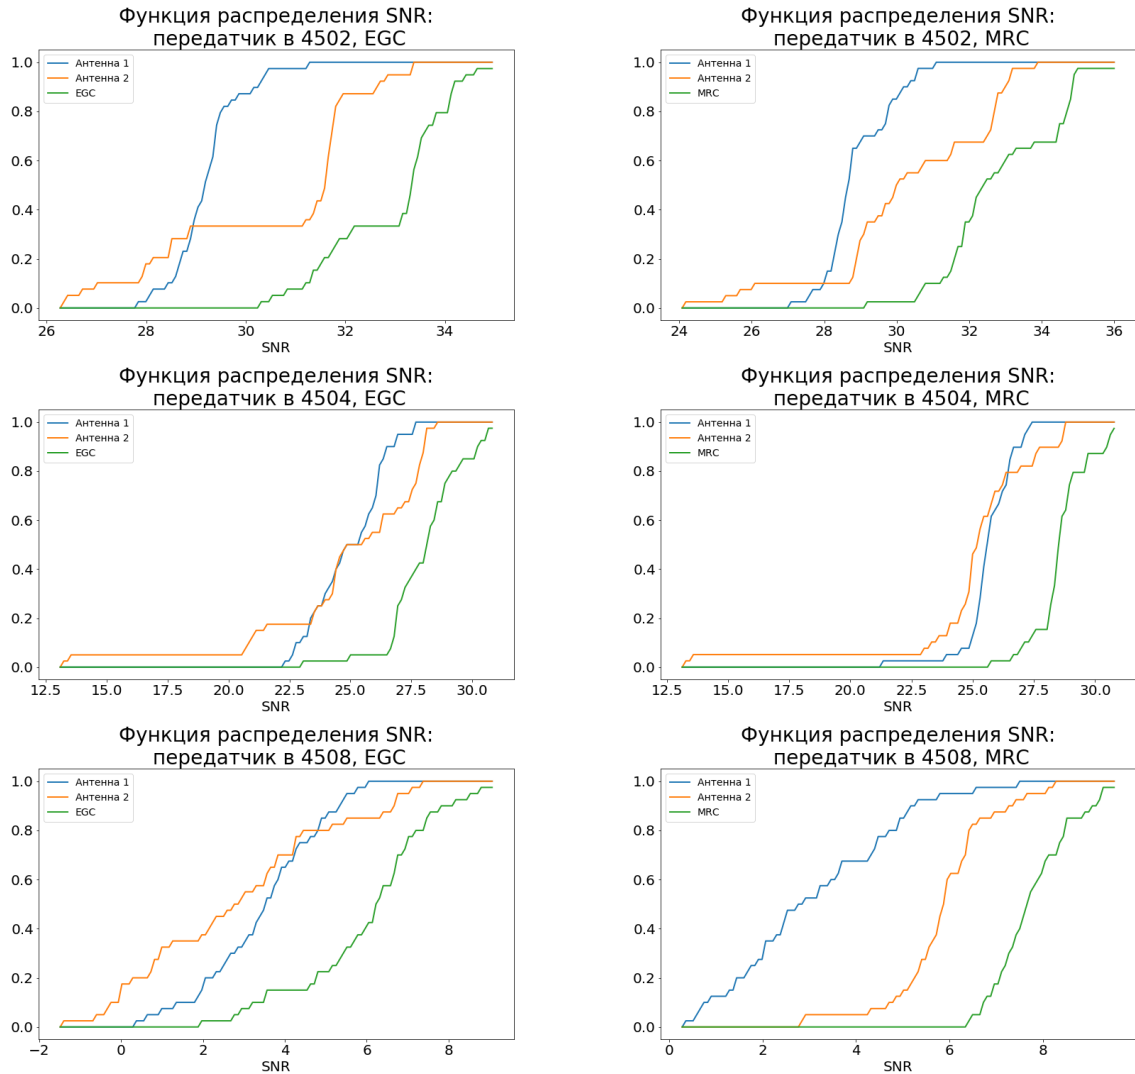 Функция распределения SNR:
передатчик в 4502, EGC
1.0
0.8
0.6
0.4
0.2
0.0
Антенна 1
Антенна 2
EGC
26 28 30 32 34
SNR
Функция распределения SNR:
передатчик в 4502, MRC
1.0
0.8
0.6
0.4
0.2
0.0
Антенна 1
Антенна 2
MRC
24 26 28 30 32 34 36
SNR
Функция распределения SNR:
передатчик в 4504, EGC
1.0
0.8
0.6
0.4
0.2
0.0
Антенна 1
Антенна 2
EGC
12.5 15.0 17.5 20.0 22.5 25.0 27.5 30.0
SNR
Функция распределения SNR:
передатчик в 4504, MRC
1.0
0.8
0.6
0.4
0.2
0.0
Антенна 1
Антенна 2
MRC
12.5 15.0 17.5 20.0 22.5 25.0 27.5 30.0
SNR
Функция распределения SNR:
передатчик в 4508, EGC
1.0
0.8
0.6
0.4
0.2
0.0
Антенна 1
Антенна 2
EGC
−2 0 2 4 6 8
SNR
Функция распределения SNR:
передатчик в 4508, MRC
1.0
0.8
0.6
0.4
0.2
0.0
Антенна 1
Антенна 2
MRC
0 2 4 6 8
SNR